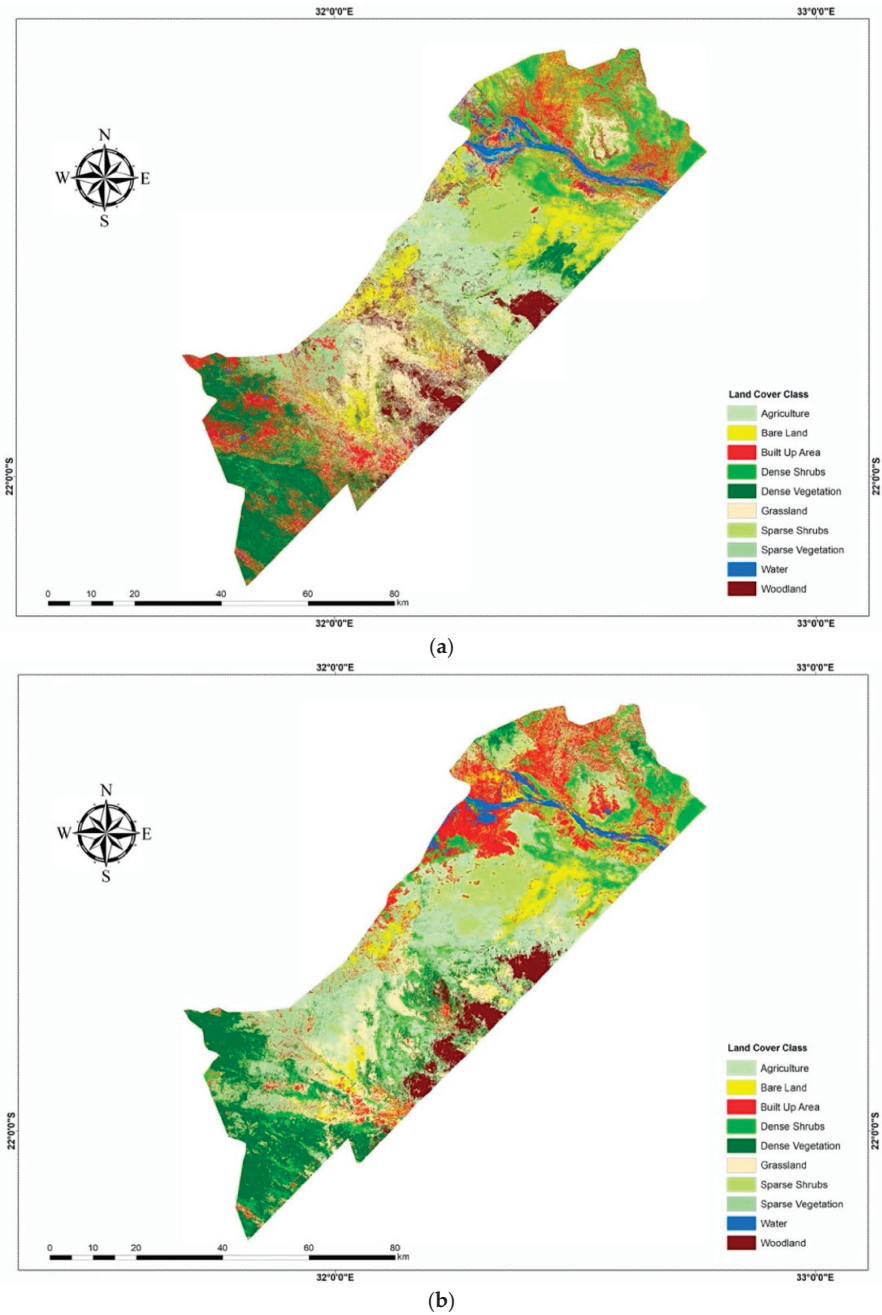 32°0'0"E 33°0'0"E
N
W E
S
Land Cover Class
Agriculture
Bare Land
Built Up Area
Dense Shrubs
Dense Vegetation
Grassland
Sparse Shrubs
Sparse Vegetation
Water
Woodland
22°0'0"S 22°0'0"S
0 10 20 40 60 80
km
32°0'0"E 33°0'0"E
(a)
32°0'0"E 33°0'0"E
N
W E
S
Land Cover Class
Agriculture
Bare Land
Built Up Area
Dense Shrubs
Dense Vegetation
Grassland
Sparse Shrubs
Sparse Vegetation
Water
Woodland
22°0'0"S 22°0'0"S
0 10 20 40 60 80
km
32°0'0"E 33°0'0"E
(b)